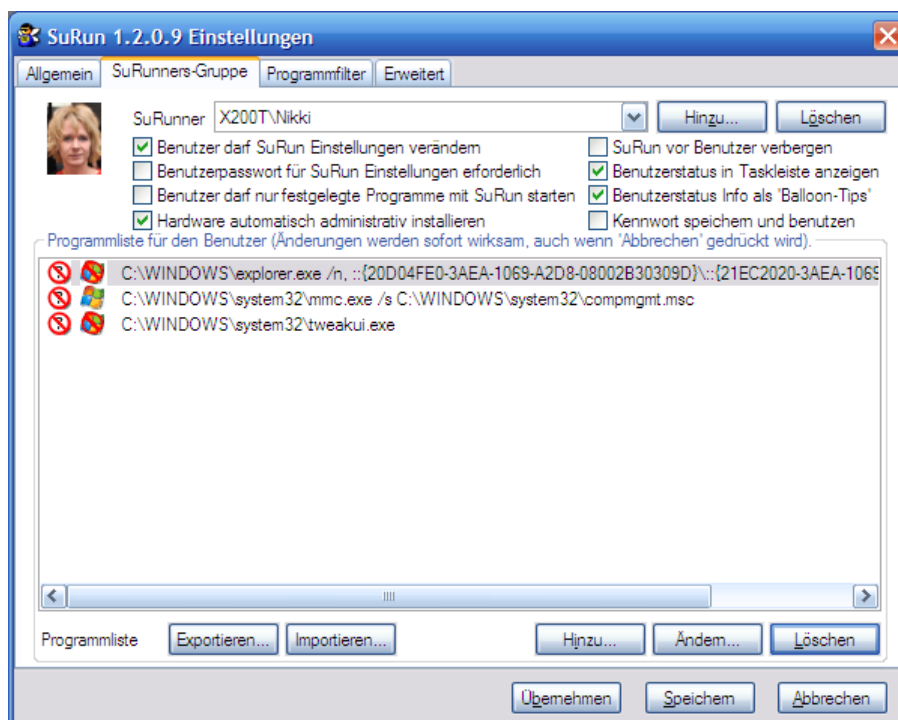 SuRun 1.2.0.9 Einstellungen
Allgemein SuRunners-Gruppe Programmfilter Erweitert
SuRunner X200T\Nikki Hinzu... Löschen
Benutzer darf SuRun Einstellungen verändern SuRun vor Benutzer verbergen
Benutzerpasswort für SuRun Einstellungen erforderlich Benutzerstatus in Taskleiste anzeigen
Benutzer darf nur festgelegte Programme mit SuRun starten Benutzerstatus Info als 'Balloon-Tips'
Hardware automatisch administrativ installieren Kennwort speichern und benutzen
Programmliste für den Benutzer (Änderungen werden sofort wirksam, auch wenn 'Abbrechen' gedrückt wird).
C:\WINDOWS\explorer.exe /n, ::{20D04FE0-3AEA-1069-A2D8-08002B30309D}\::{21EC2020-3AEA-1069
C:\WINDOWS\system32\mmc.exe /s C:\WINDOWS\system32\compmgmt.msc
C:\WINDOWS\system32\tweakui.exe
Programmliste Exportieren... Importieren... Hinzu... Ändern... Löschen
Übernehmen Speichern Abbrechen